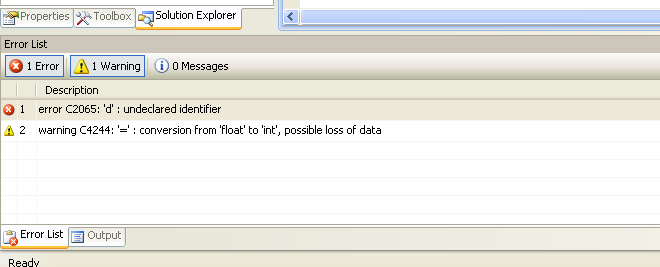 Properties Toolbox Solution Explorer
Error List
1 Error 1 Warning 0 Messages
Description
1 error C2065: 'd' : undeclared identifier
2 warning C4244: '=' : conversion from 'float' to 'int', possible loss of data
Error List Output
Ready